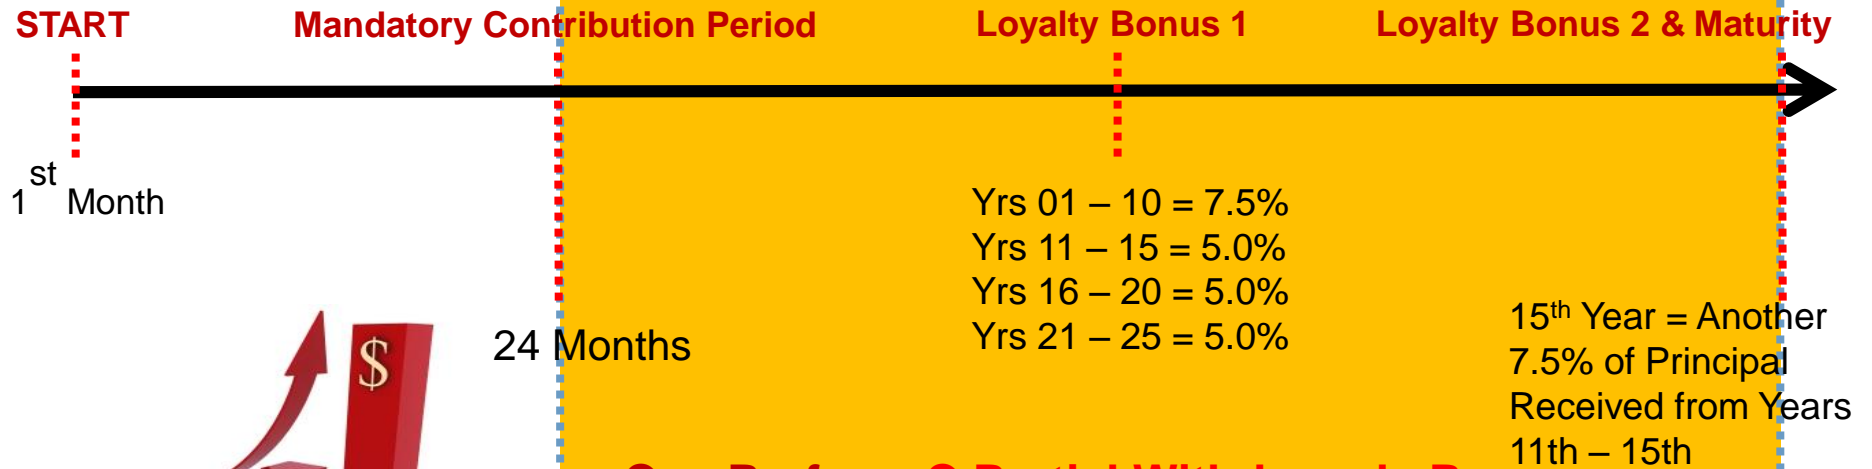 START Mandatory Contribution Period Loyalty Bonus 1 Loyalty Bonus 2 & Maturity
1st Month
Yrs 01 – 10 = 7.5%
Yrs 11 – 15 = 5.0%
Yrs 16 – 20 = 5.0%
Yrs 21 – 25 = 5.0%
24 Months
$
15th Year = Another
7.5% of Principal
Received from Years
11th – 15th